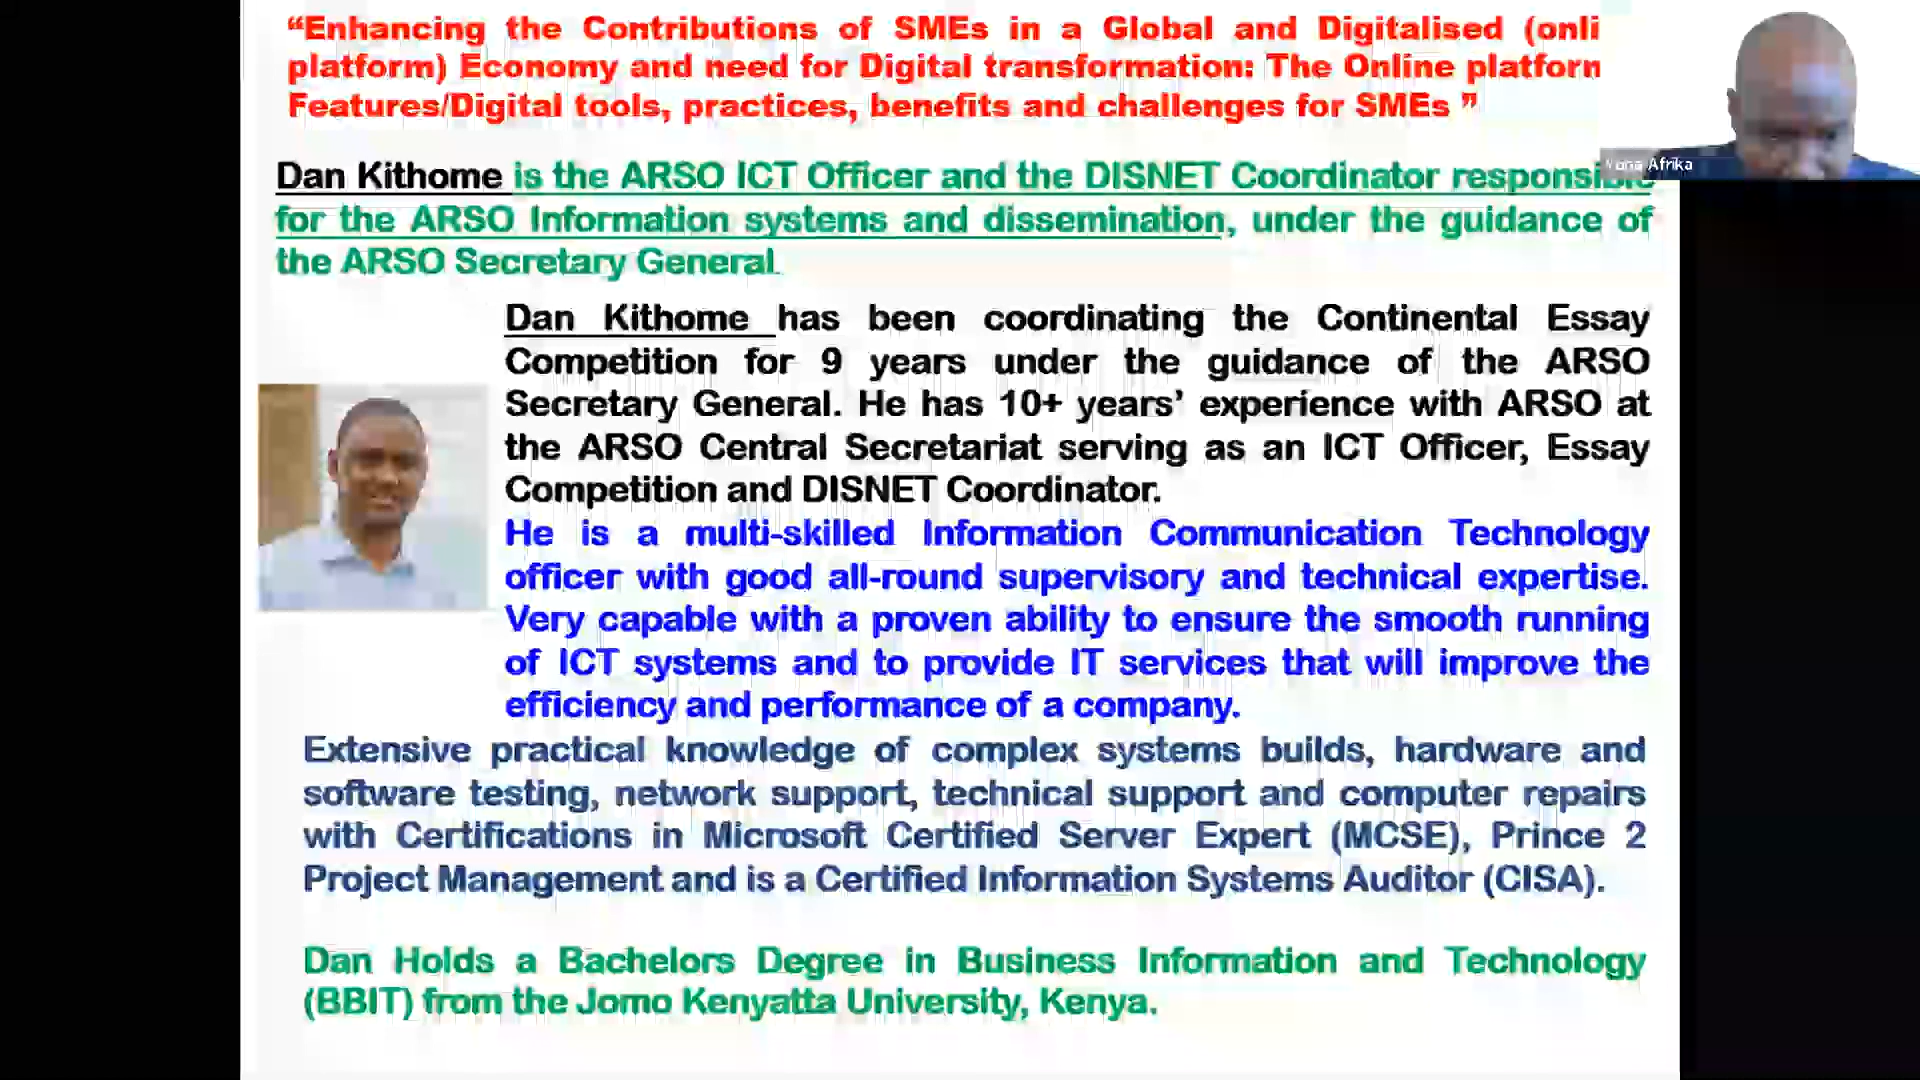 “Enhancing the Contributions of SMEs in a Global and Digitalised (onli
platform) Economy and need for Digital transformation: The Online platforn
Features/Digital tools, practices, benefits and challenges for SMEs ”
Afrika
Dan Kithome is the ARSO ICT Officer and the DISNET Coordinator responsible
for the ARSO Information systems and dissemination, under the guidance of
the ARSO Secretary General.
Dan Kithome has been coordinating the Continental Essay
Competition for 9 years under the guidance of the ARSO
Secretary General. He has 10+ years’ experience with ARSO at
the ARSO Central Secretariat serving as an ICT Officer, Essay
Competition and DISNET Coordinator.
He is a multi-skilled Information Communication Technology
officer with good all-round supervisory and technical expertise.
Very capable with a proven ability to ensure the smooth running
of ICT systems and to provide IT services that will improve the
efficiency and performance of a company.
Extensive practical knowledge of complex systems builds, hardware and
software testing, network support, technical support and computer repairs
with Certifications in Microsoft Certified Server Expert (MCSE), Prince 2
Project Management and is a Certified Information Systems Auditor (CISA).
Dan Holds a Bachelors Degree in Business Information and Technology
(BBIT) from the Jomo Kenyatta University, Kenya.